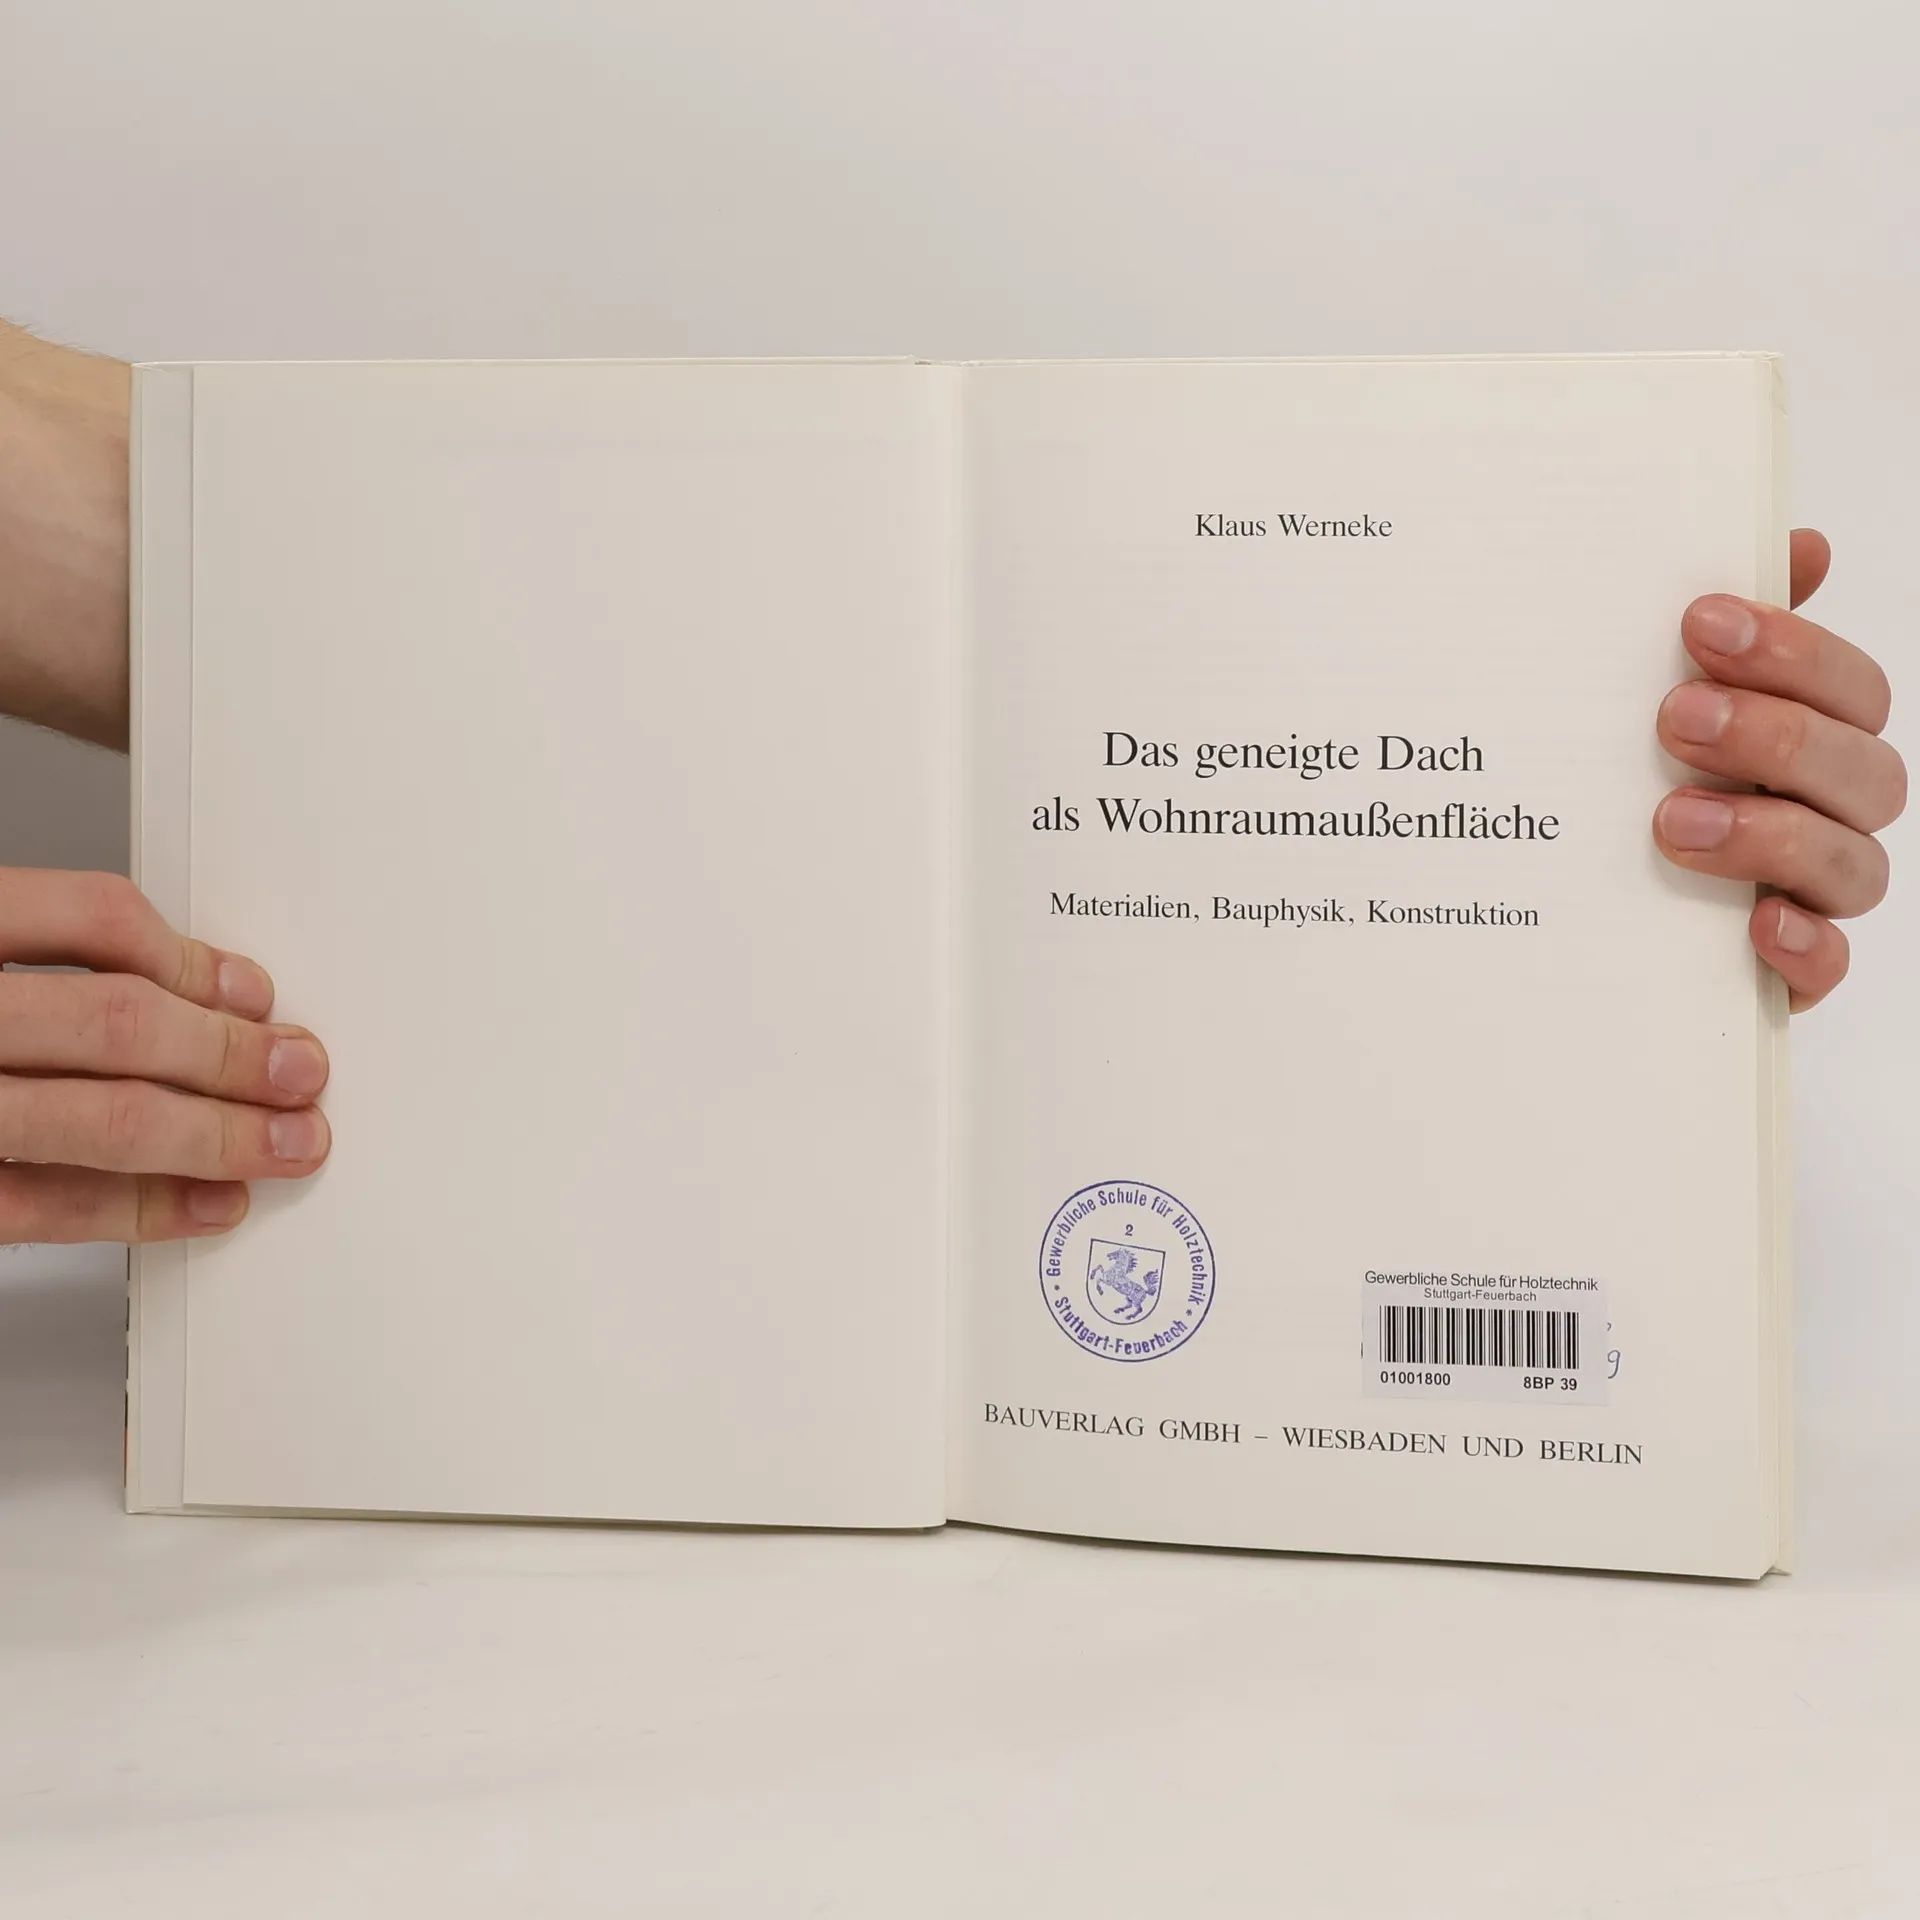 Klaus Werneke
Das geneigte Dach
als Wohnraumaußenfläche
Materialien, Bauphysik, Konstruktion
Gewerbliche Schule für Holztechnik
2
* Stuttgart-Feuerbach *
Gewerbliche Schule für Holztechnik
Stuttgart-Feuerbach
01001800 8BP 39
9
BAUVERLAG GMBH – WIESBADEN UND BERLIN